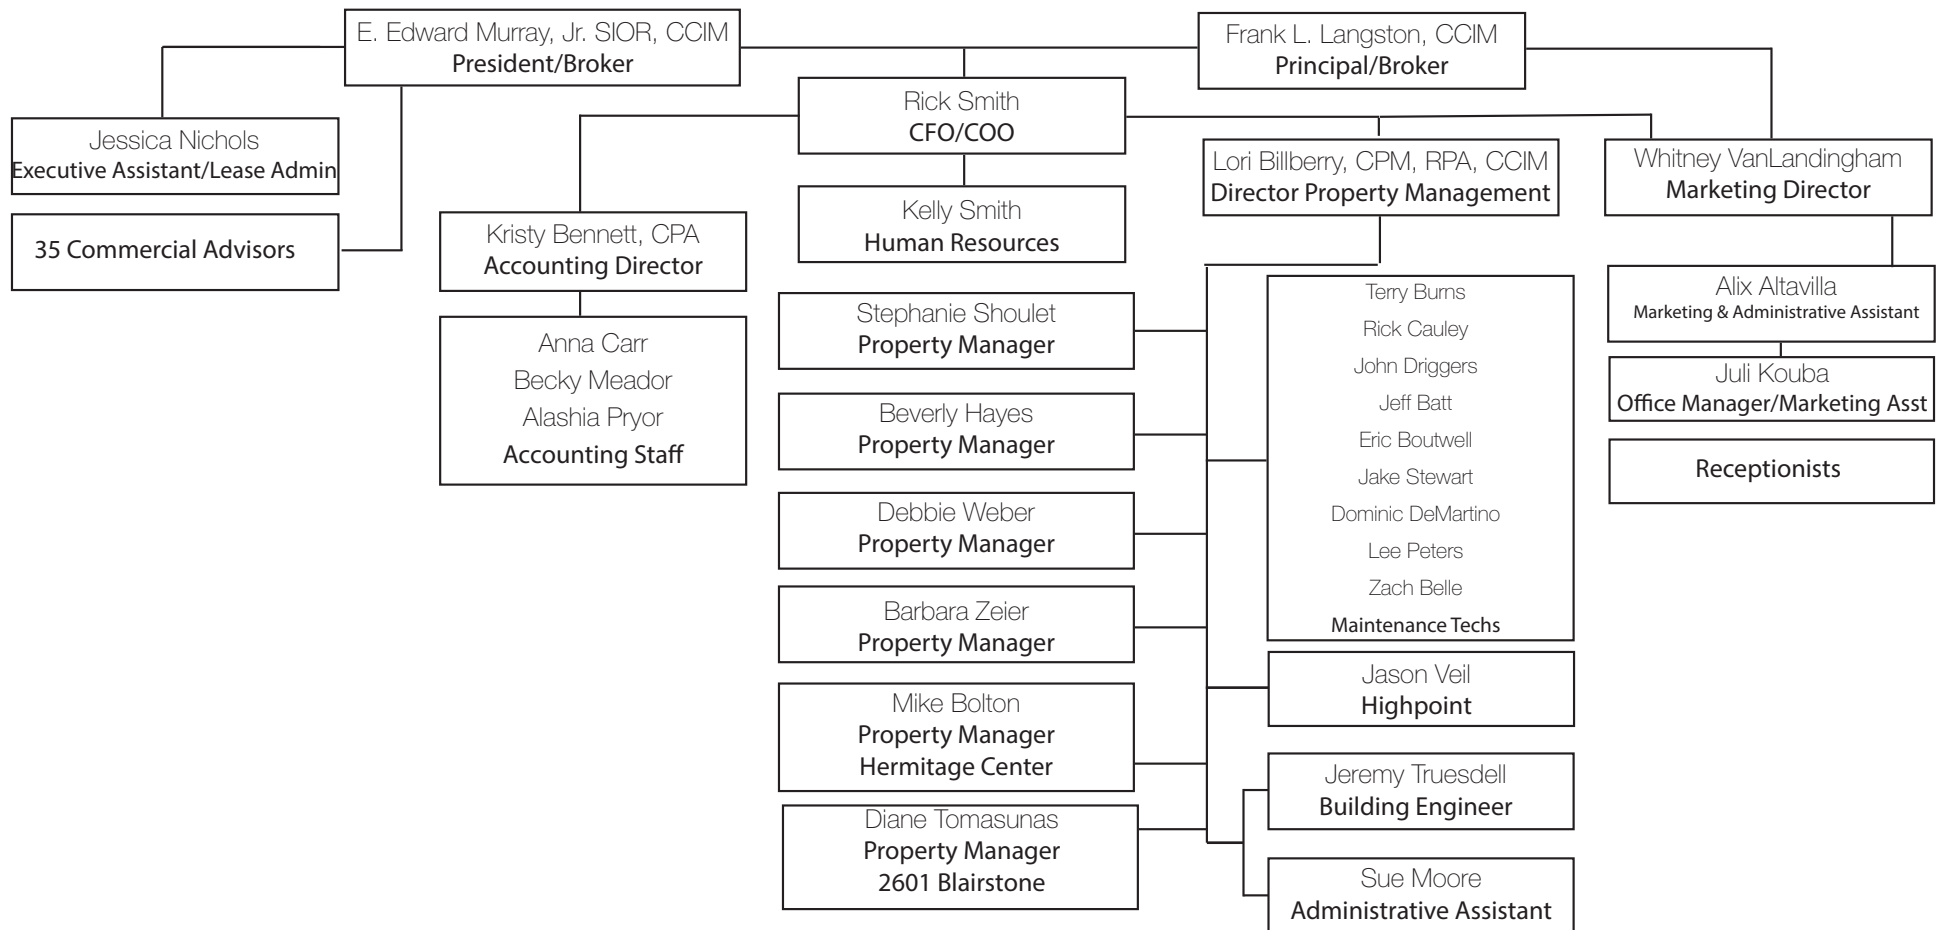 E. Edward Murray, Jr. SIOR, CCIM
President/Broker
Frank L. Langston, CCIM
Principal/Broker
Rick Smith
CFO/COO
Jessica Nichols
Executive Assistant/Lease Admin
35 Commercial Advisors
Kristy Bennett, CPA
Accounting Director
Anna Carr
Becky Meador
Alashia Pryor
Accounting Staff
Kelly Smith
Human Resources
Lori Billberry, CPM, RPA, CCIM
Director Property Management
Whitney VanLandingham
Marketing Director
Stephanie Shoulet
Property Manager
Beverly Hayes
Property Manager
Debbie Weber
Property Manager
Barbara Zeier
Property Manager
Mike Bolton
Property Manager
Hermitage Center
Diane Tomasunas
Property Manager
2601 Blairstone
Terry Burns
Rick Cauley
John Driggers
Jeff Batt
Eric Boutwell
Jake Stewart
Dominic DeMartino
Lee Peters
Zach Belle
Maintenance Techs
Jason Veil
Highpoint
Jeremy Truesdell
Building Engineer
Sue Moore
Administrative Assistant
Alix Altavilla
Marketing & Administrative Assistant
Juli Kouba
Office Manager/Marketing Asst
Receptionists